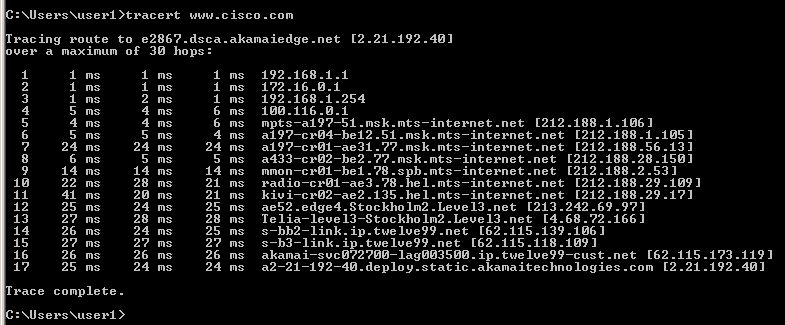 C:\Users\user1>tracert www.cisco.com
Tracing route to e2867.dsca.akamaiedge.net [2.21.192.40]
over a maximum of 30 hops:
1 1 ms 1 ms 1 ms 192.168.1.1
2 1 ms 1 ms 1 ms 172.16.0.1
3 1 ms 2 ms 1 ms 192.168.1.254
4 5 ms 4 ms 6 ms 100.116.0.1
5 4 ms 4 ms 6 ms mpts-a197-51.msk.mts-internet.net [212.188.1.106]
6 5 ms 5 ms 4 ms a197-cr04-be12.51.msk.mts-internet.net [212.188.1.105]
7 24 ms 24 ms 24 ms a197-cr01-ae31.77.msk.mts-internet.net [212.188.56.13]
8 6 ms 5 ms 5 ms a433-cr02-be2.77.msk.mts-internet.net [212.188.28.150]
9 14 ms 14 ms 14 ms mmon-cr01-be1.78.spb.mts-internet.net [212.188.2.53]
10 22 ms 28 ms 21 ms radio-cr01-ae3.78.hel.mts-internet.net [212.188.29.109]
11 41 ms 20 ms 21 ms kivi-cr02-ae2.135.hel.mts-internet.net [212.188.29.17]
12 25 ms 24 ms 25 ms ae52.edge4.Stockholm2.Level3.net [213.242.69.97]
13 27 ms 28 ms 28 ms Telia-level3-Stockholm2.Level3.net [4.68.72.166]
14 26 ms 24 ms 25 ms s-bb2-link.ip.twelve99.net [62.115.139.106]
15 27 ms 27 ms 27 ms s-b3-link.ip.twelve99.net [62.115.118.109]
16 26 ms 26 ms 26 ms akamai-svc072700-lag003500.ip.twelve99-cust.net [62.115.173.119]
17 25 ms 24 ms 24 ms a2-21-192-40.deploy.static.akamaitechnologies.com [2.21.192.40]
Trace complete.
C:\Users\user1>